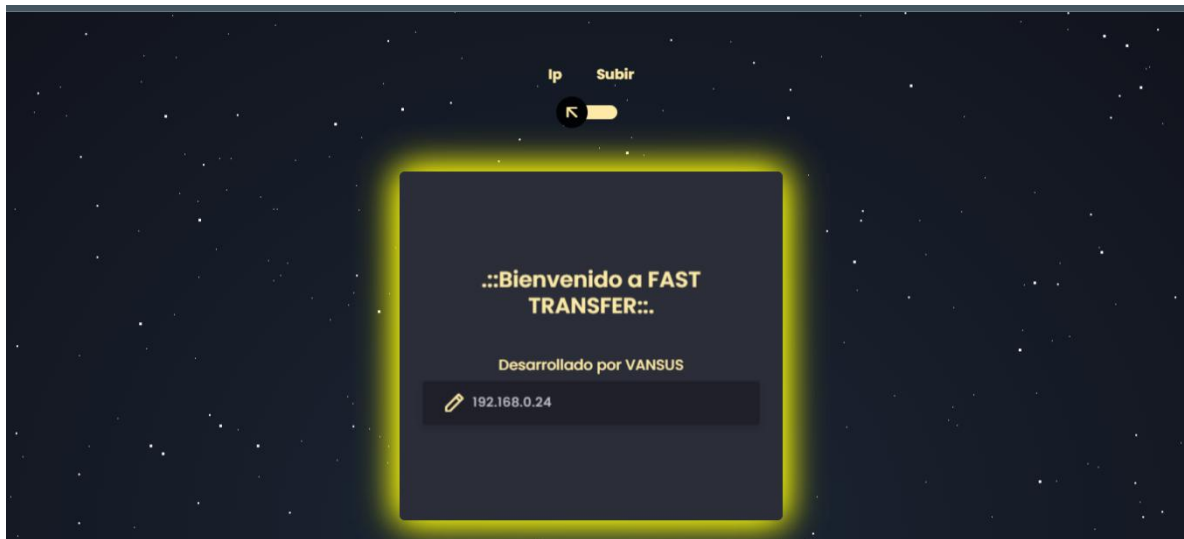 Ip Subir
.::Bienvenido a FAST
TRANSFER::.
Desarrollado por VANSUS
192.168.0.24